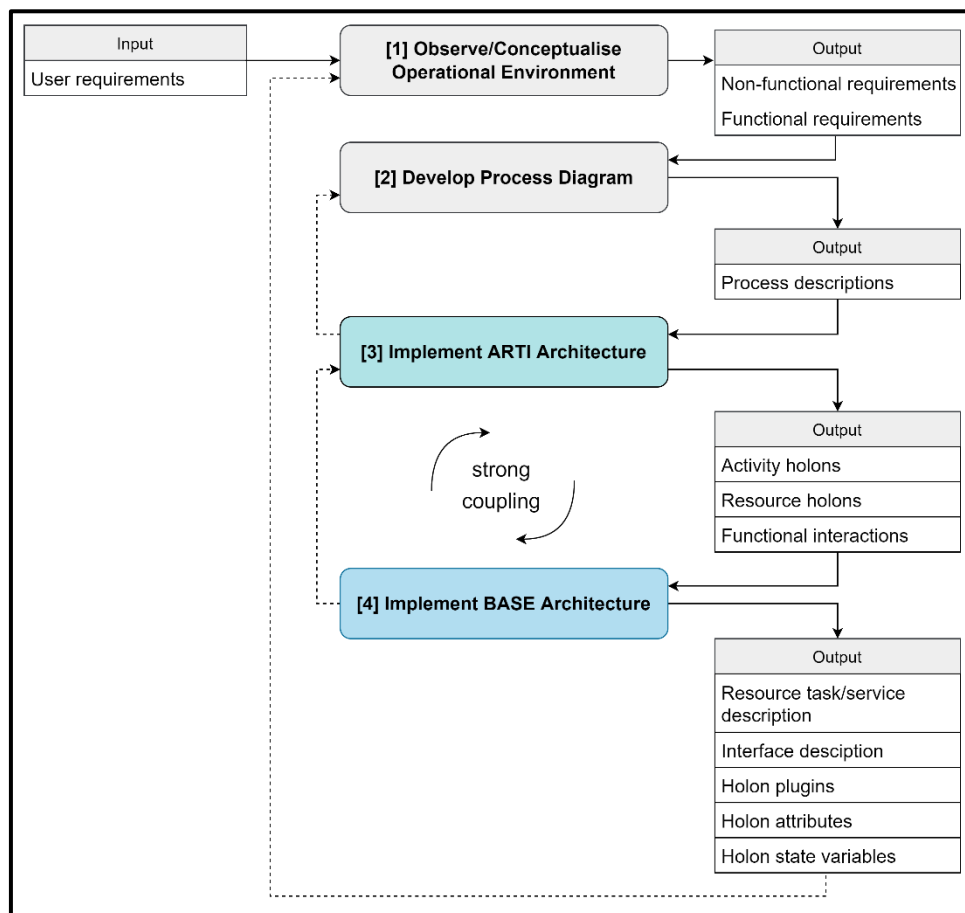 Input
User requirements
[1] Observe/Conceptualise
Operational Environment
Output
Non-functional requirements
Functional requirements
[2] Develop Process Diagram
Output
Process descriptions
[3] Implement ARTI Architecture
Output
Activity holons
Resource holons
Functional interactions
strong
coupling
[4] Implement BASE Architecture
Output
Resource task/service
description
Interface desciption
Holon plugins
Holon attributes
Holon state variables